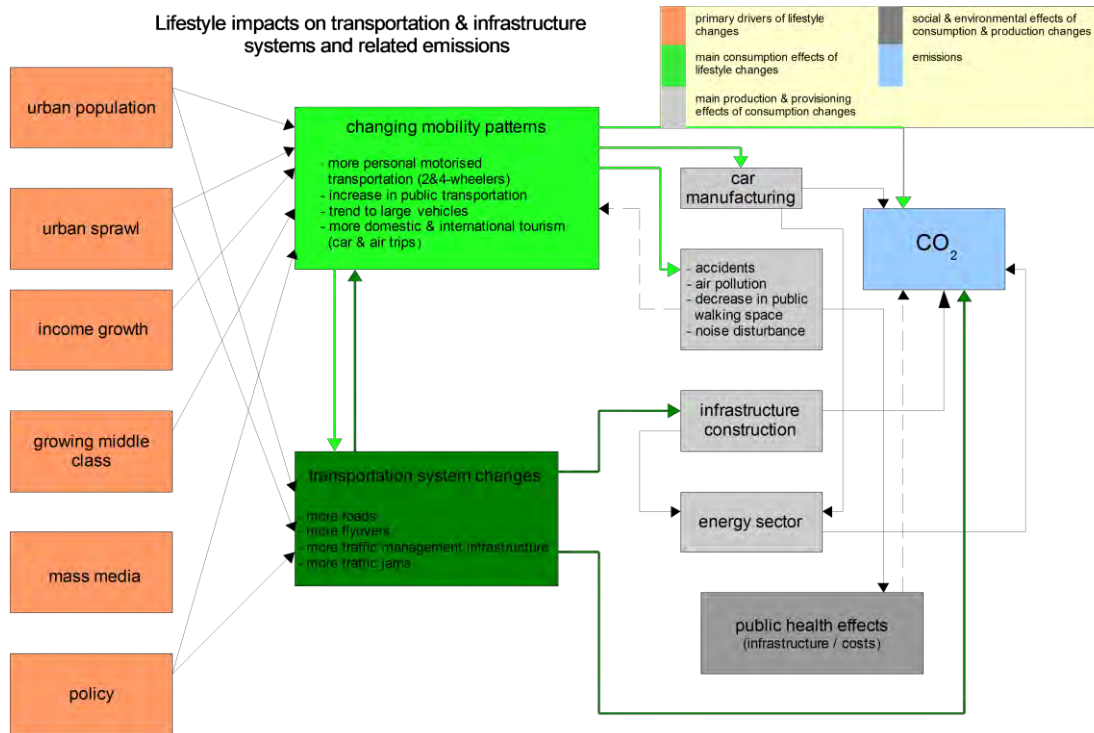 Lifestyle impacts on transportation & infrastructure
systems and related emissions
primary drivers of lifestyle
changes
main consumption effects of
lifestyle changes
main production & provisioning
effects of consumption changes
social & environmental effects of
consumption & production changes
emissions
urban population
urban sprawl
income growth
growing middle
class
mass media
policy
changing mobility patterns
- more personal motorised
transportation (2&4-wheelers)
- increase in public transportation
- trend to large vehicles
- more domestic & international tourism
(car & air trips)
transportation system changes
- more roads
- more flyovers
- more traffic management infrastructure
- more traffic jams
car
manufacturing
- accidents
- air pollution
- decrease in public
walking space
- noise disturbance
infrastructure
construction
energy sector
public health effects
(infrastructure / costs)
CO₂